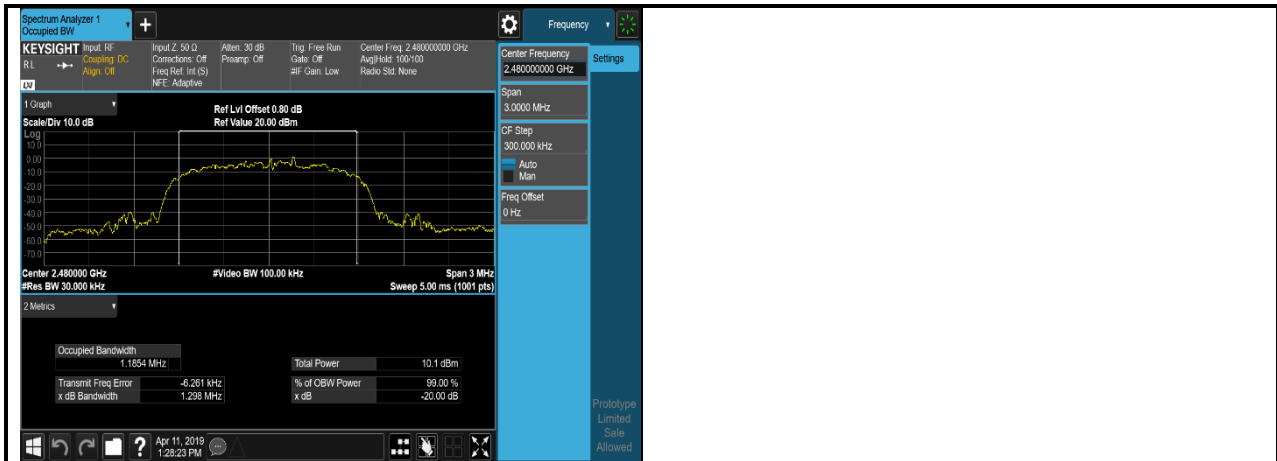 Spectrum Analyzer 1
Occupied BW
+
Frequency
KEYSIGHT
R L
LXI
Input: RF
Coupling: DC
Align: Off
Input Z: 50 Ω
Corrections: Off
Freq Ref: Int (S)
NFE: Adaptive
Atten: 30 dB
Preamp: Off
Trig: Free Run
Gate: Off
#IF Gain: Low
Center Freq: 2.480000000 GHz
Avg|Hold: 100/100
Radio Std: None
Center Frequency
2.480000000 GHz
Settings
Span
3.0000 MHz
CF Step
300.000 kHz
Auto
Man
Freq Offset
0 Hz
1 Graph
Scale/Div 10.0 dB
Ref Lvl Offset 0.80 dB
Ref Value 20.00 dBm
Log
10.0
0.00
-10.0
-20.0
-30.0
-40.0
-50.0
-60.0
-70.0
Center 2.480000 GHz
#Video BW 100.00 kHz
Span 3 MHz
#Res BW 30.000 kHz
Sweep 5.00 ms (1001 pts)
2 Metrics
Occupied Bandwidth
1.1854 MHz
Total Power 10.1 dBm
Transmit Freq Error -6.261 kHz
% of OBW Power 99.00 %
x dB Bandwidth 1.298 MHz
x dB -20.00 dB
Prototype
Limited
Sale
Allowed
?
Apr 11, 2019
1:28:23 PM